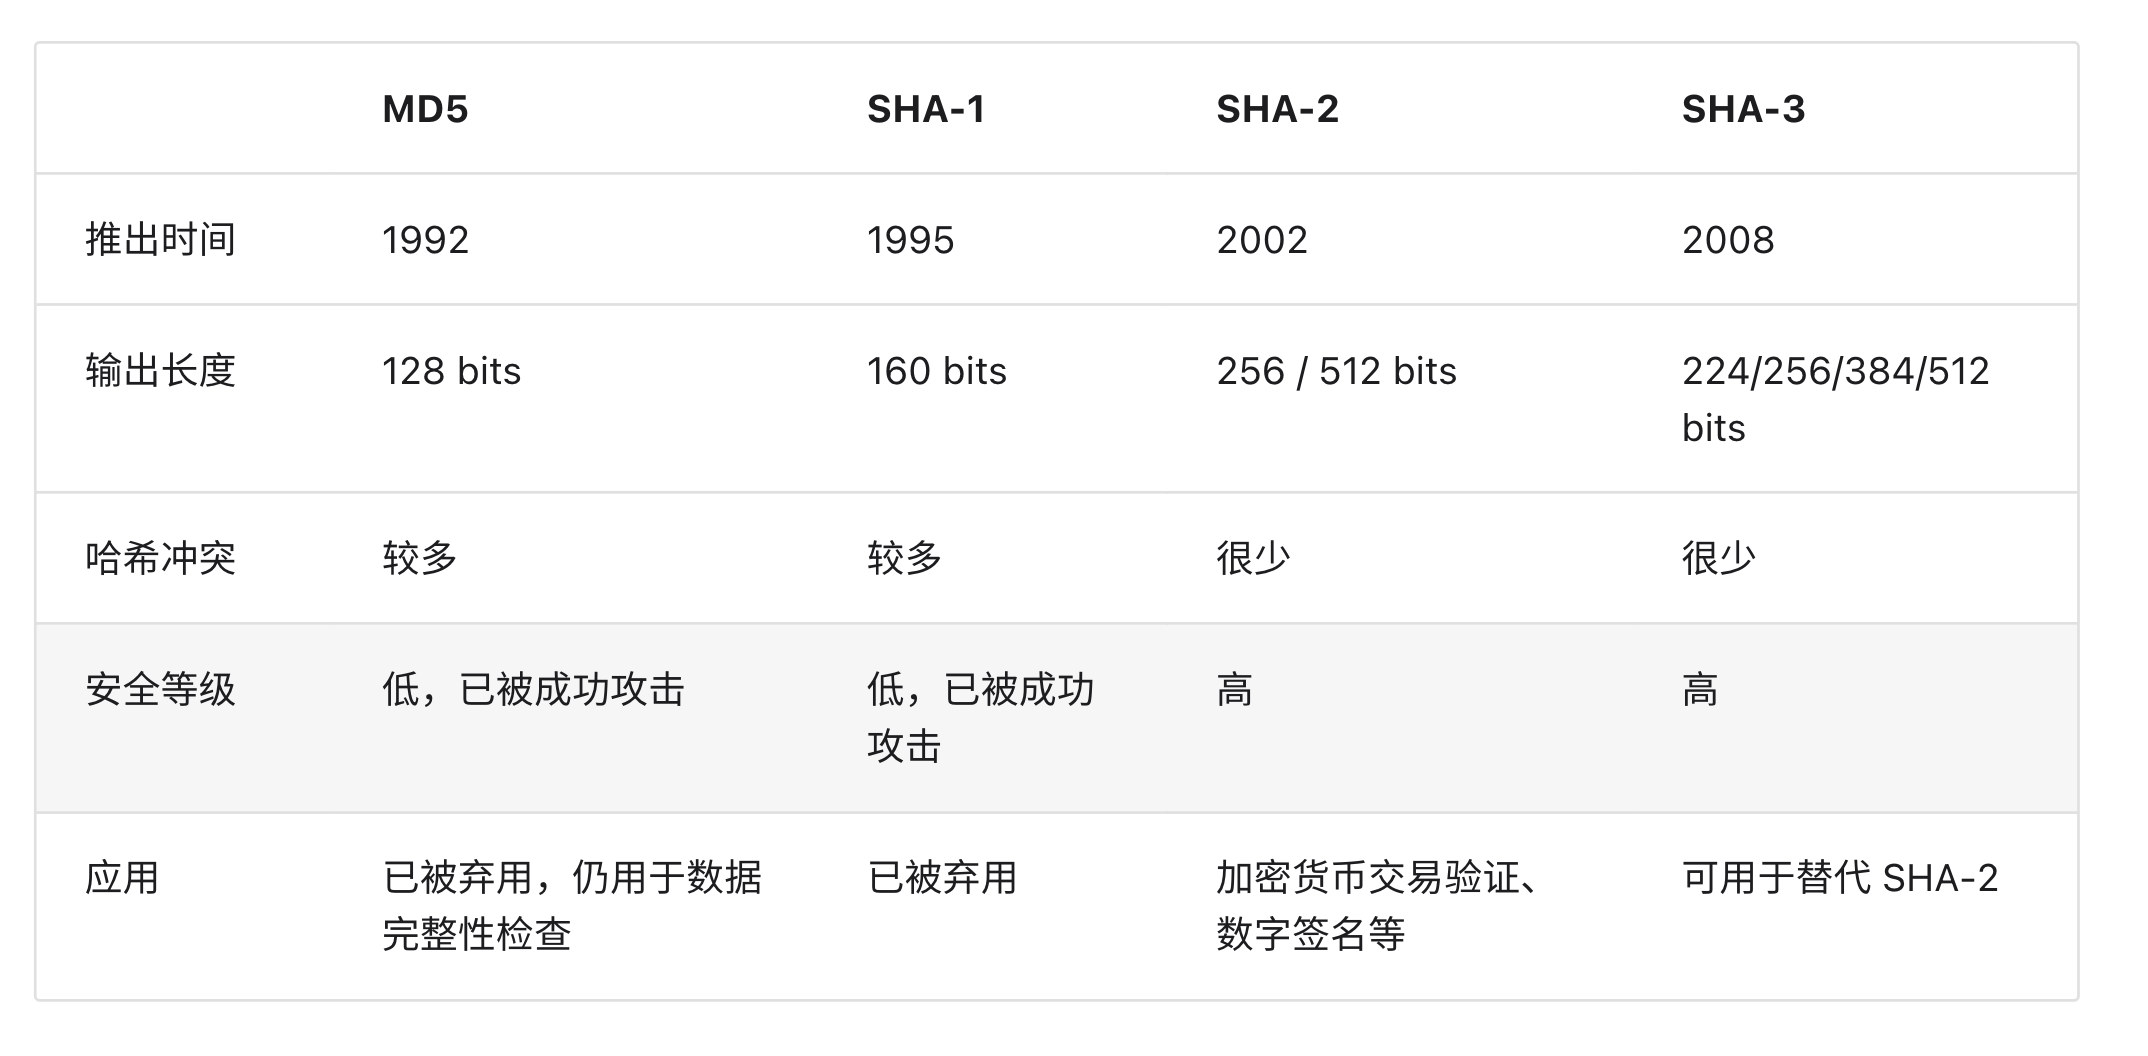 MD5 SHA-1 SHA-2 SHA-3
推出时间 1992 1995 2002 2008
输出长度 128 bits 160 bits 256 / 512 bits 224/256/384/512
bits
哈希冲突 较多 较多 很少 很少
安全等级 低，已被成功攻击 低，已被成功 高 高
攻击
应用 已被弃用，仍用于数据 已被弃用 加密货币交易验证、 可用于替代 SHA-2
完整性检查 数字签名等